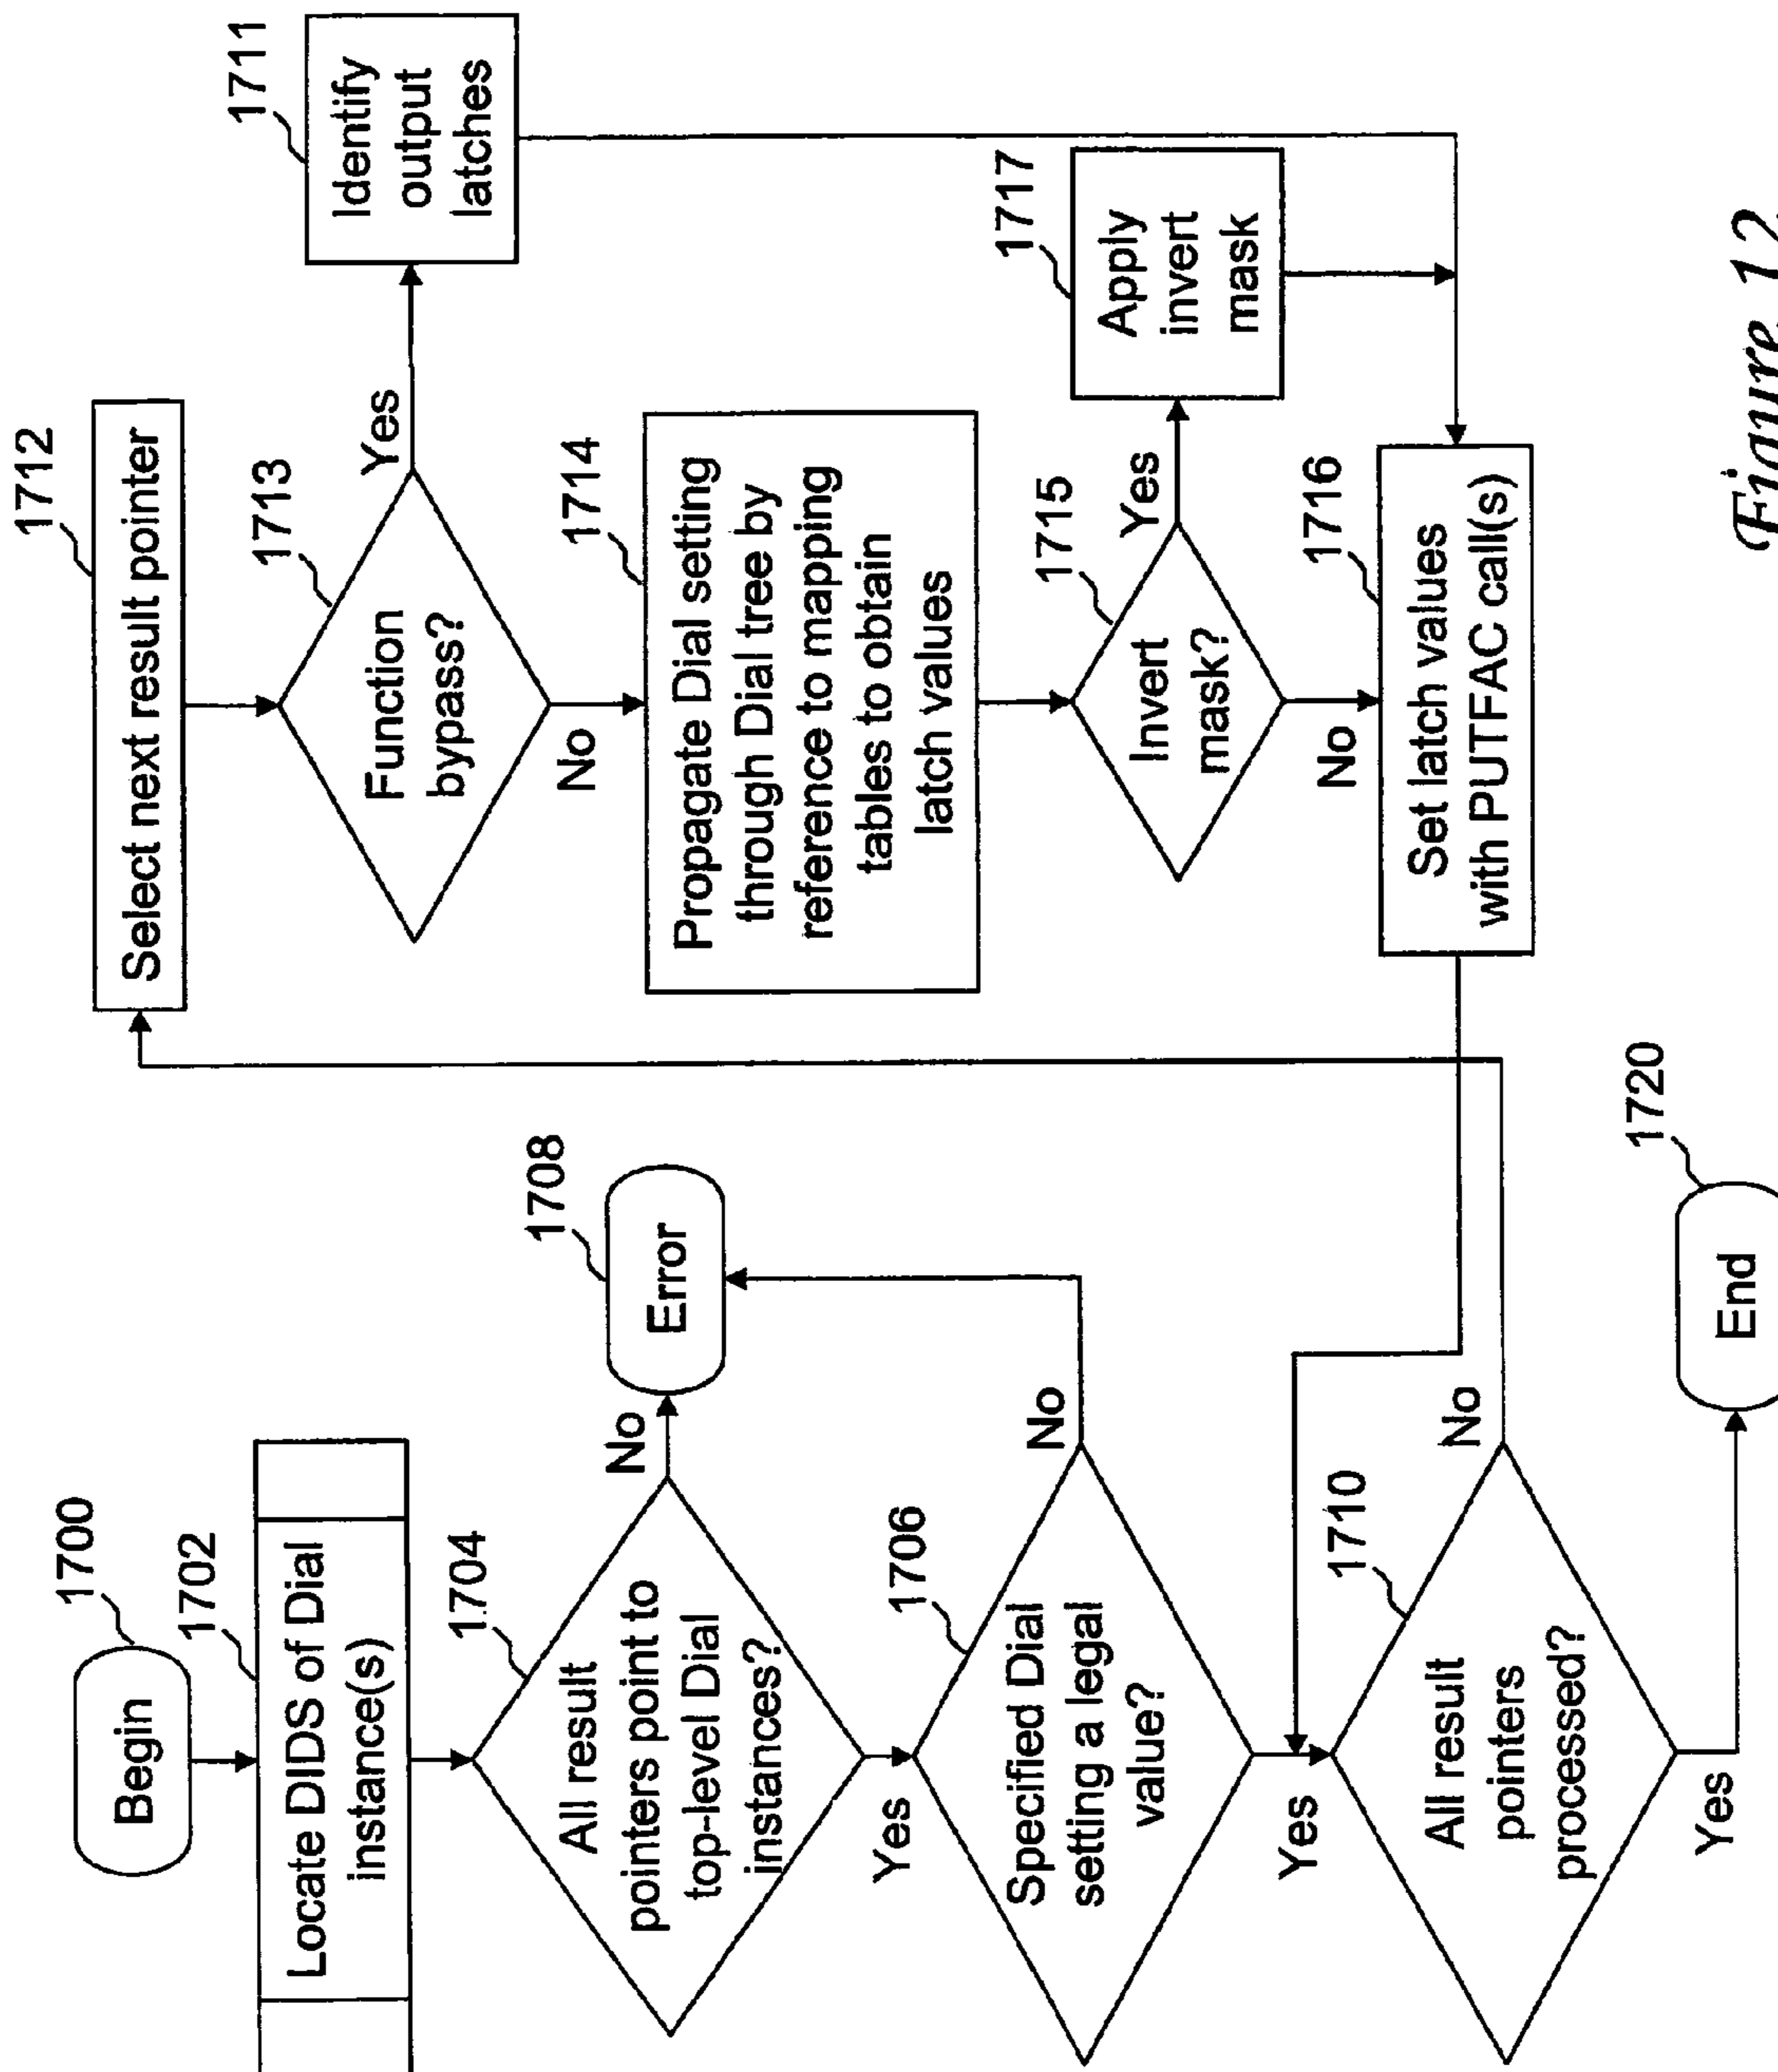 1700
Begin
1702
Locate DIDS of Dial
instance(s)
1704
All result
pointers point to
top-level Dial
instances?
No
Yes
1708
Error
1706
Specified Dial
setting a legal
value?
No
Yes
1710
All result
pointers
processed?
No
Yes
1720
End
1712
Select next result pointer
1713
Function
bypass?
Yes
No
1711
Identify
output
latches
1714
Propagate Dial setting
through Dial tree by
reference to mapping
tables to obtain
latch values
1715
Invert
mask?
Yes
No
1717
Apply
invert
mask
1716
Set latch values
with PUTFAC call(s)
Figure 12